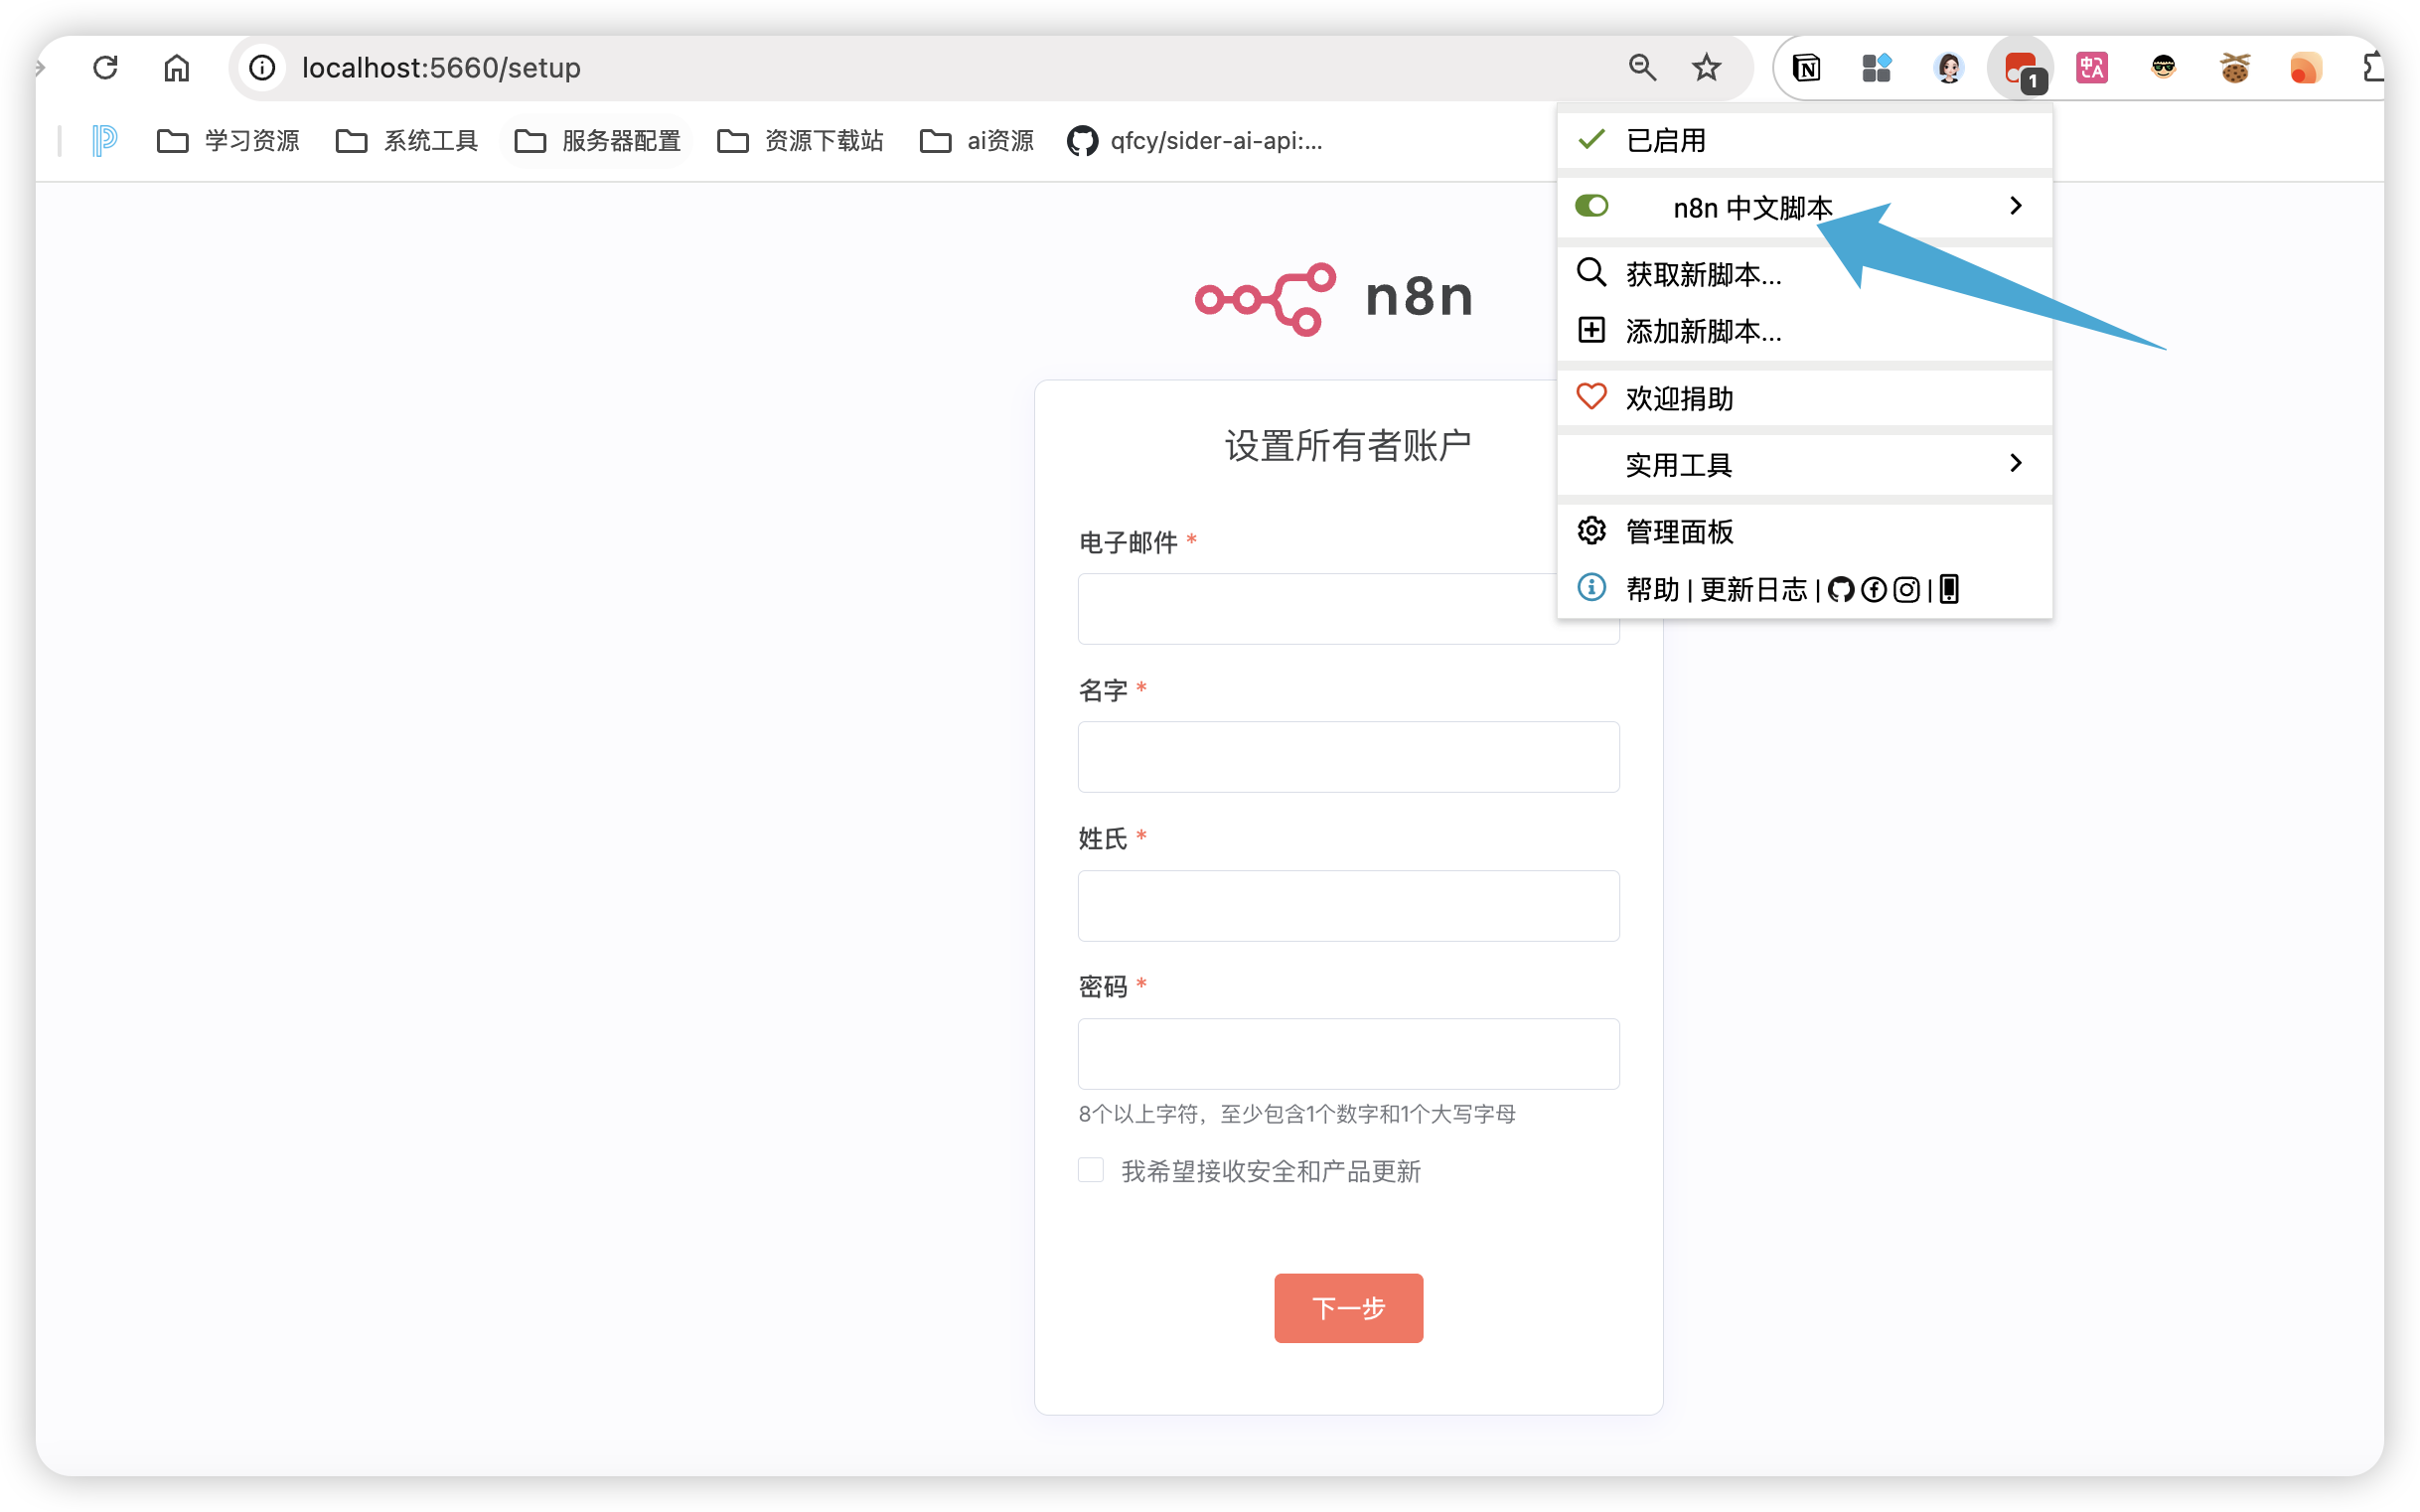 localhost:5660/setup
1
学习资源
系统工具
服务器配置
资源下载站
ai资源
qfcy/sider-ai-api:...
已启用
n8n 中文脚本
获取新脚本...
添加新脚本...
欢迎捐助
实用工具
管理面板
帮助 | 更新日志 | |
n8n
设置所有者账户
电子邮件 *
名字 *
姓氏 *
密码 *
8个以上字符，至少包含1个数字和1个大写字母
我希望接收安全和产品更新
下一步